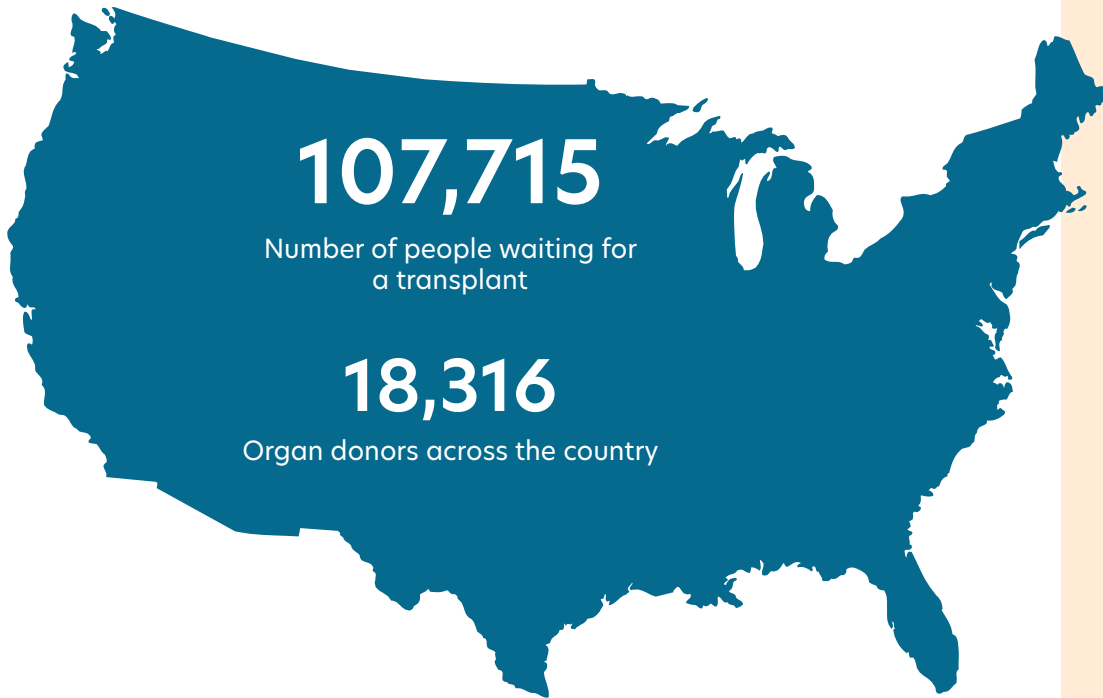 107,715
Number of people waiting for
a transplant
18,316
Organ donors across the country